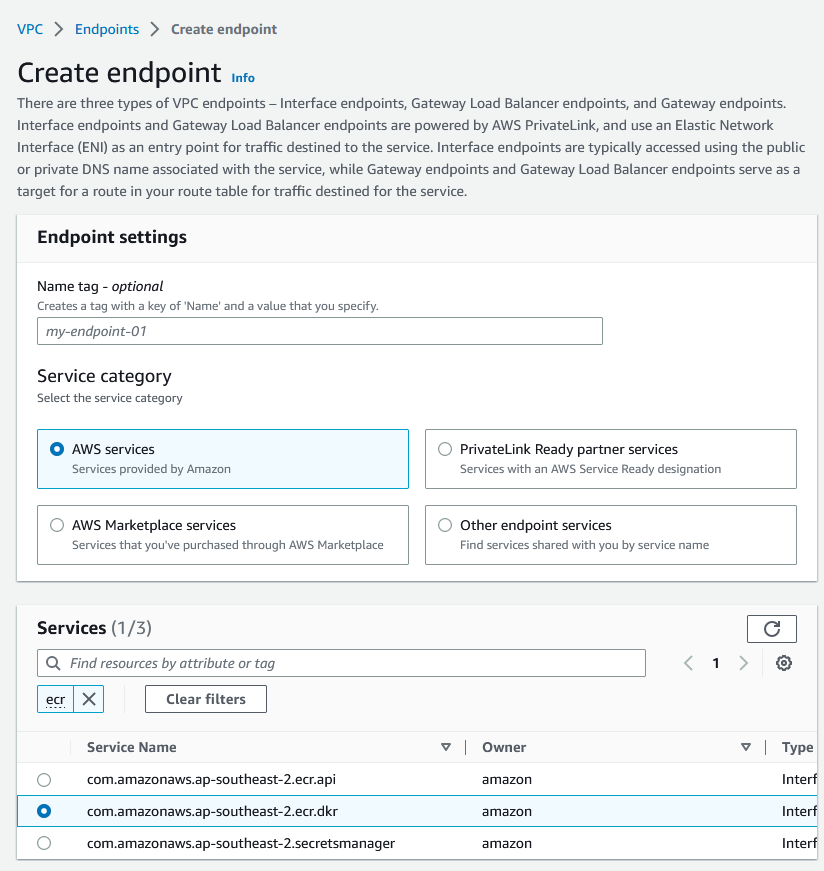 VPC > Endpoints > Create endpoint
Create endpoint Info
There are three types of VPC endpoints – Interface endpoints, Gateway Load Balancer endpoints, and Gateway endpoints.
Interface endpoints and Gateway Load Balancer endpoints are powered by AWS PrivateLink, and use an Elastic Network
Interface (ENI) as an entry point for traffic destined to the service. Interface endpoints are typically accessed using the public
or private DNS name associated with the service, while Gateway endpoints and Gateway Load Balancer endpoints serve as a
target for a route in your route table for traffic destined for the service.
Endpoint settings
Name tag - optional
Creates a tag with a key of 'Name' and a value that you specify.
my-endpoint-01
Service category
Select the service category
AWS services
Services provided by Amazon
PrivateLink Ready partner services
Services with an AWS Service Ready designation
AWS Marketplace services
Services that you've purchased through AWS Marketplace
Other endpoint services
Find services shared with you by service name
Services (1/3)
Find resources by attribute or tag
1
ecr
Clear filters
Service Name Owner Type
com.amazonaws.ap-southeast-2.ecr.api amazon Interf
com.amazonaws.ap-southeast-2.ecr.dkr amazon Interf
com.amazonaws.ap-southeast-2.secretsmanager amazon Interf